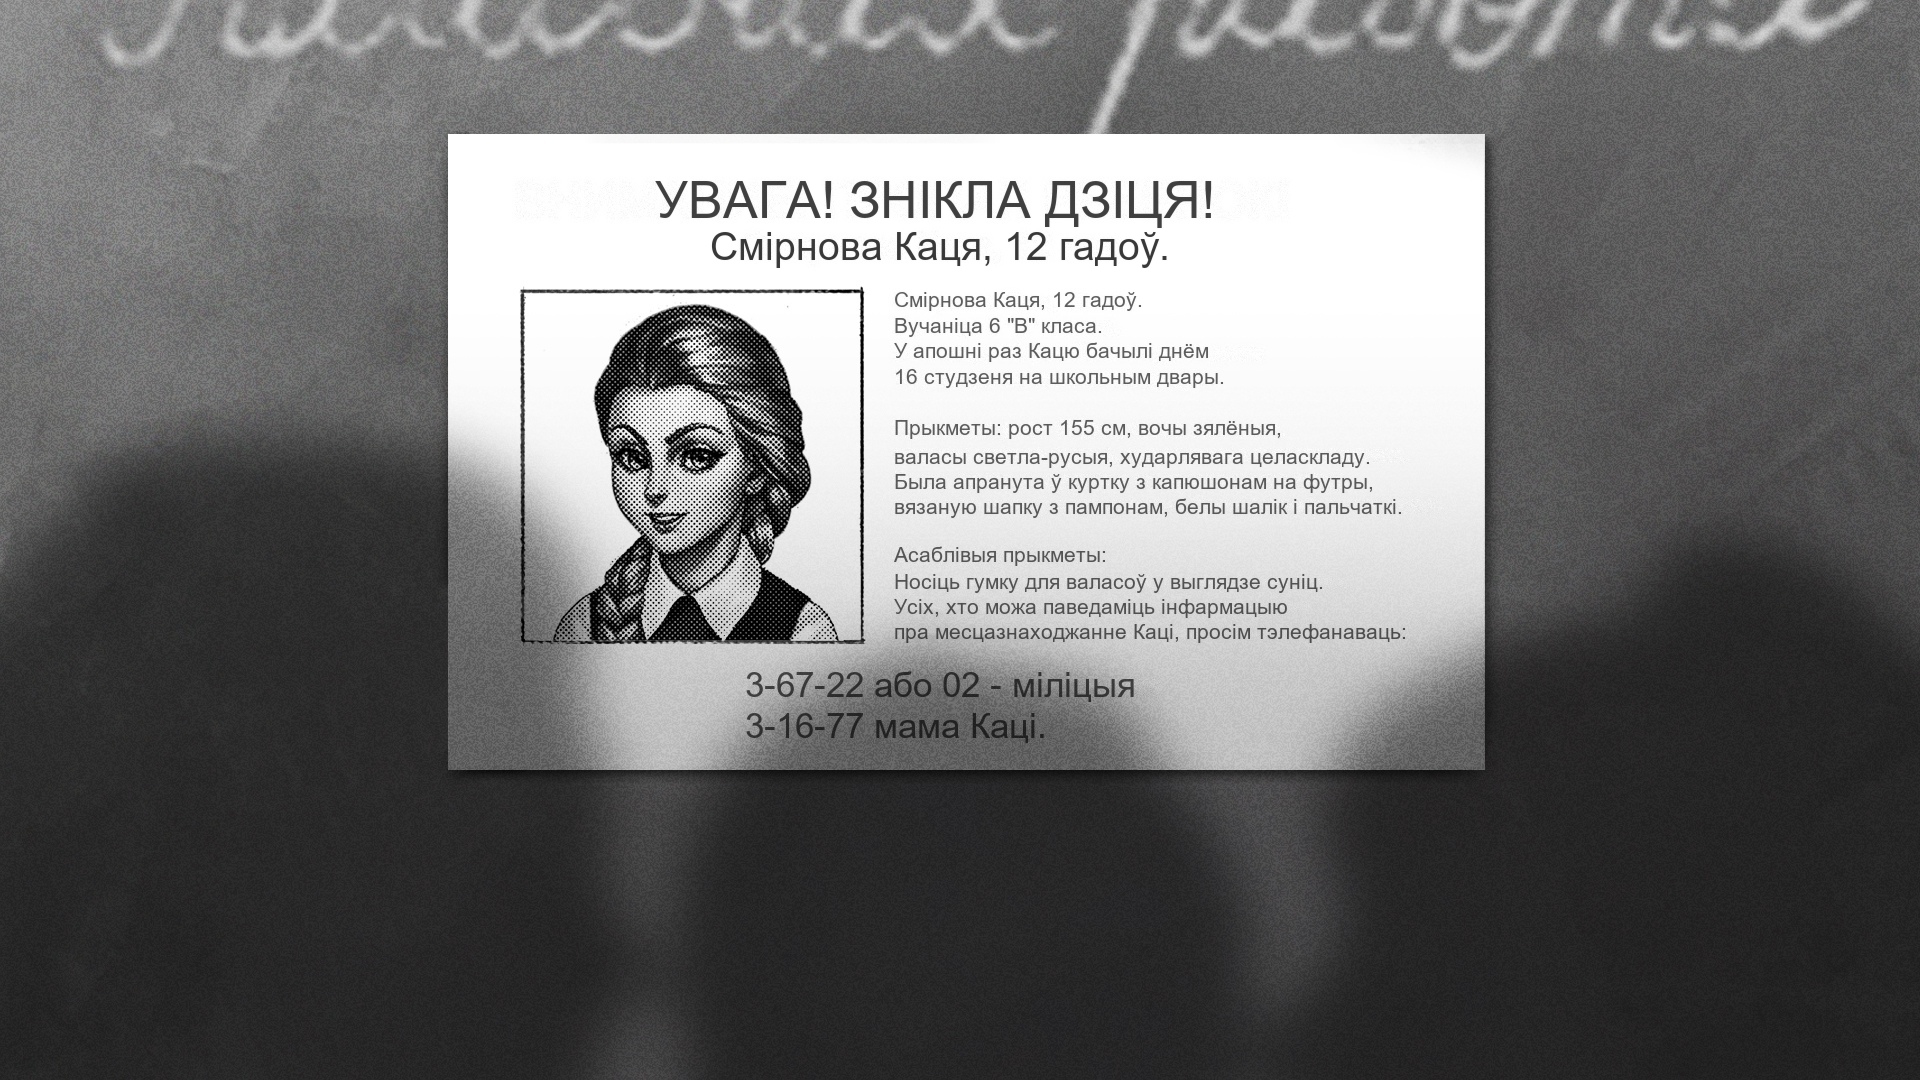 УВАГА! ЗНІКЛА ДЗІЦЯ!
Смірнова Каця, 12 гадоў.
Смірнова Каця, 12 гадоў.
Вучаніца 6 "В" класа.
У апошні раз Кацю бачылі днём
16 студзеня на школьным двары.
Прыкметы: рост 155 см, вочы зялёныя,
валасы светла-русыя, хударлявага целаскладу.
Была апранута ў куртку з капюшонам на футры,
вязаную шапку з пампонам, белы шалік і пальчаткі.
Асаблівыя прыкметы:
Носіць гумку для валасоў у выглядзе суніц.
Усіх, хто можа паведаміць інфармацыю
пра месцазнаходжанне Каці, просім тэлефанаваць:
3-67-22 або 02 - міліцыя
3-16-77 мама Каці.